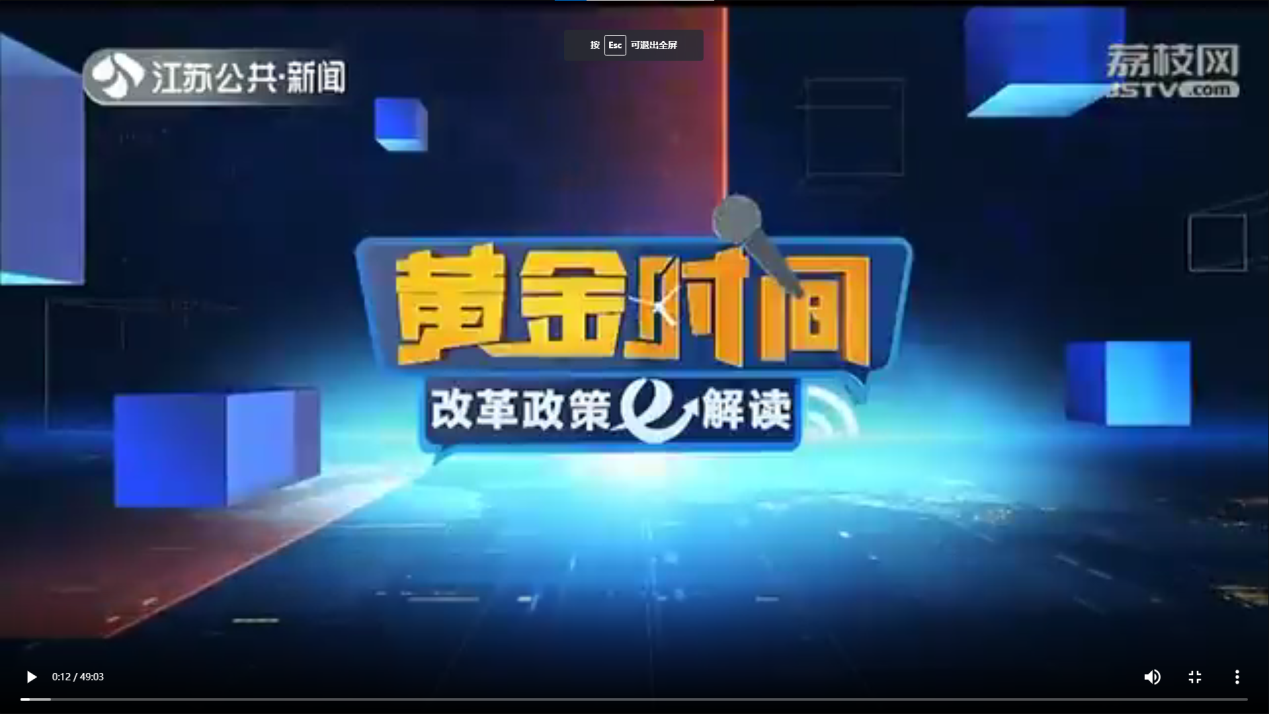 按 Esc 可退出全屏
江苏公共·新闻
荔枝网
JSTV.com
黄金时间
改革政策e解读
0:12 / 49:03